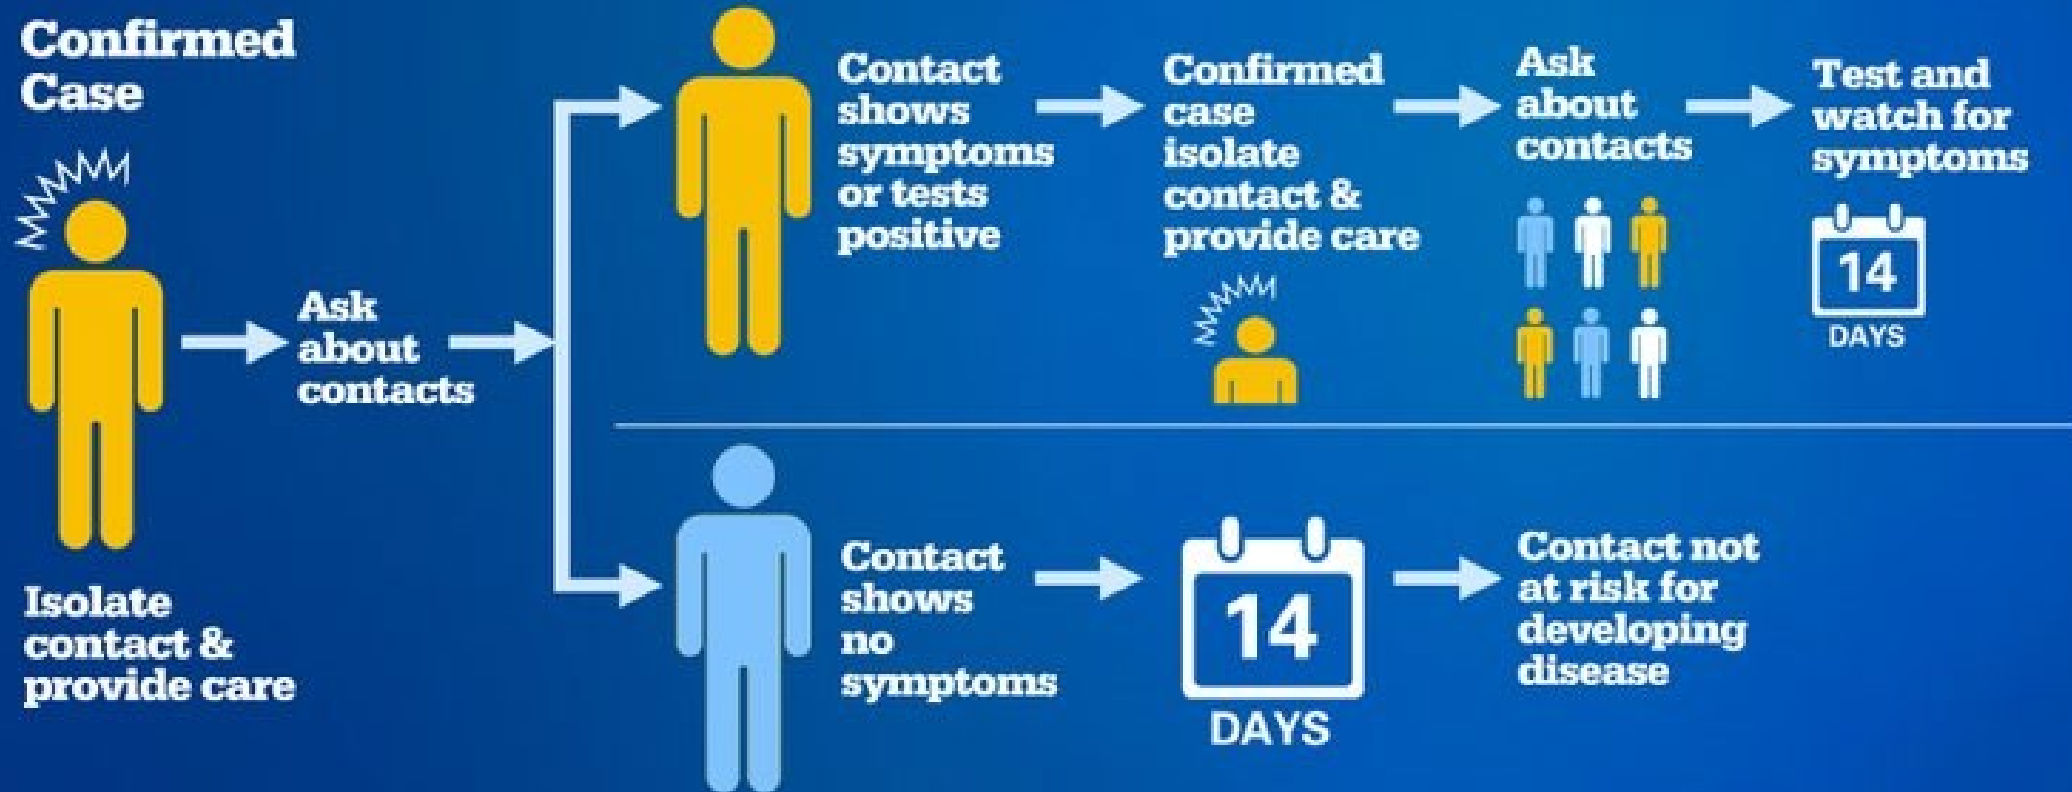 Confirmed
Case
Isolate
contact &
provide care
Ask
about
contacts
Contact
shows
symptoms
or tests
positive
Confirmed
case
isolate
contact &
provide care
Ask
about
contacts
Test and
watch for
symptoms
14
DAYS
Contact
shows
no
symptoms
14
DAYS
Contact not
at risk for
developing
disease